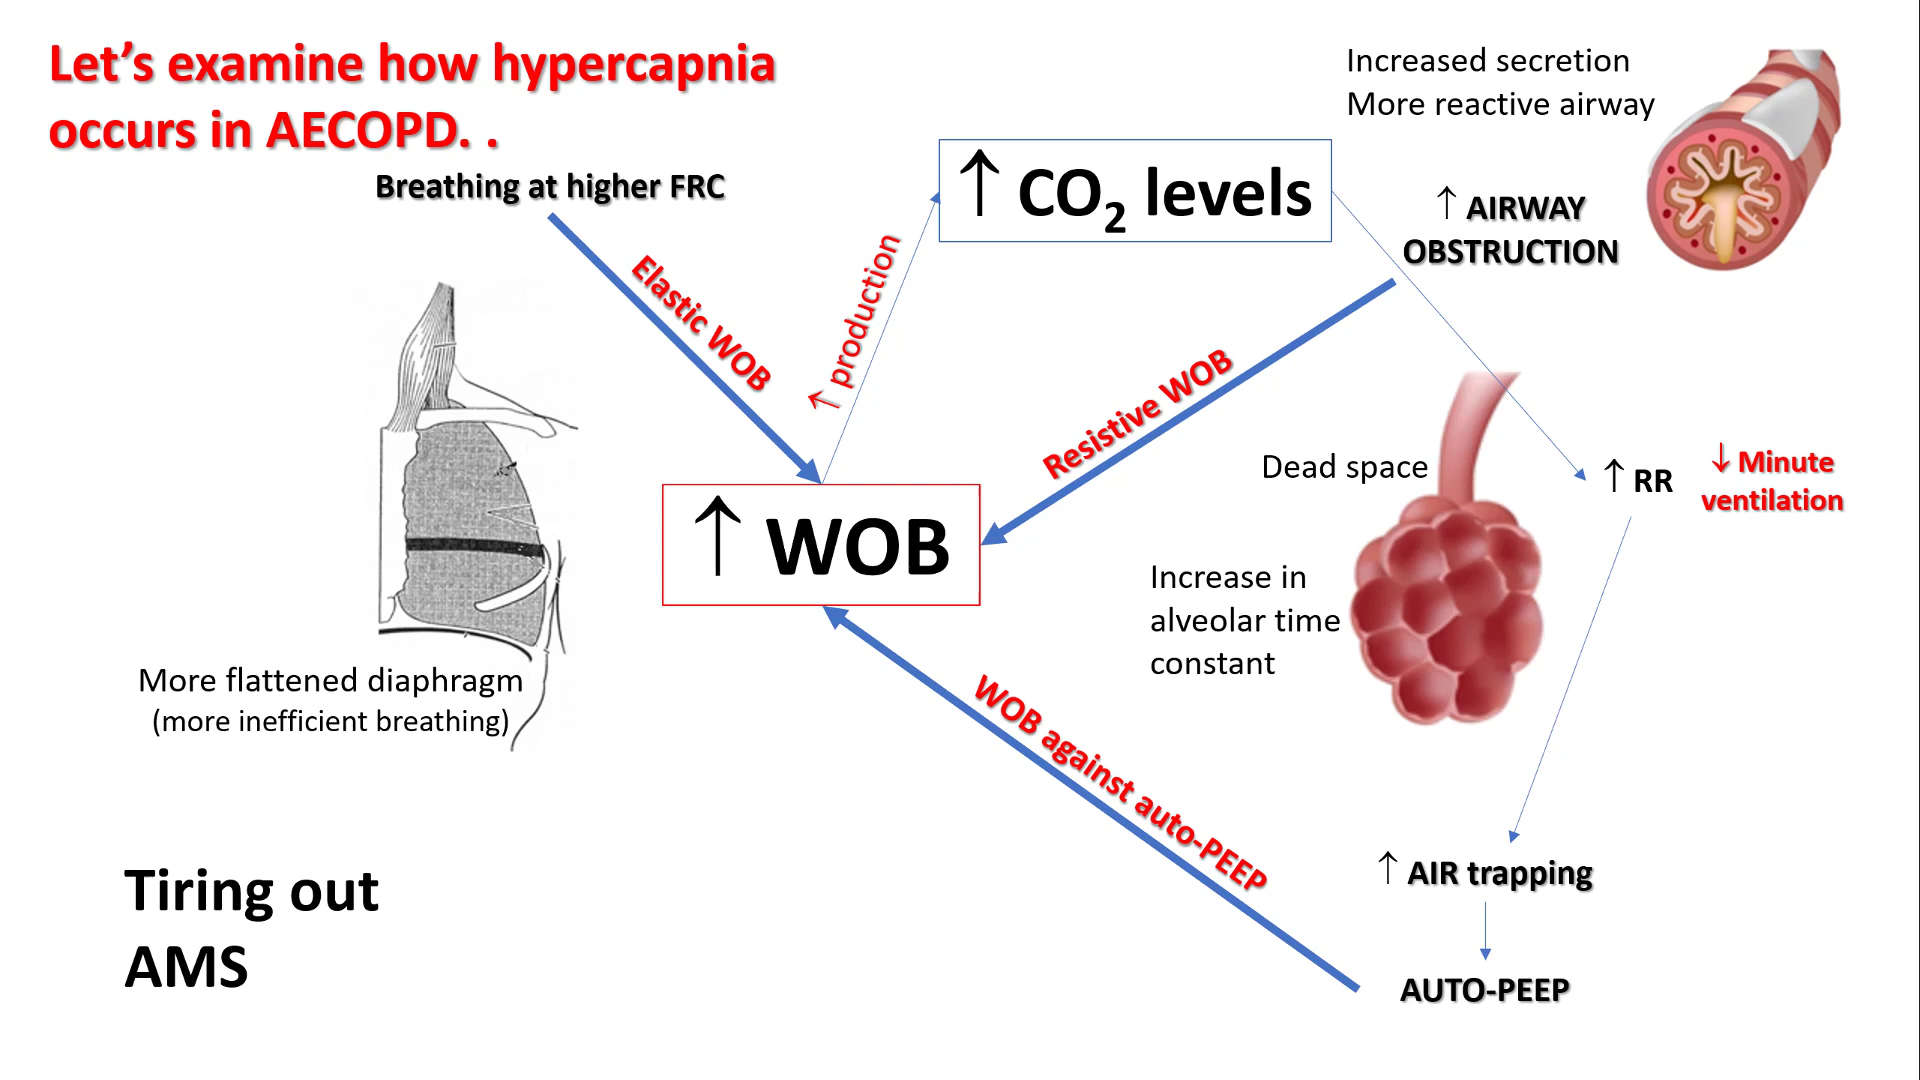 Let's examine how hypercapnia
occurs in AECOPD. .
Breathing at higher FRC
Increased secretion
More reactive airway
↑ CO₂ levels
↑ AIRWAY
OBSTRUCTION
Elastic WOB
↑ production
Resistive WOB
Dead space
↑ RR
↓ Minute
ventilation
↑ WOB
Increase in
alveolar time
constant
More flattened diaphragm
(more inefficient breathing)
WOB against auto-PEEP
Tiring out
AMS
↑ AIR trapping
AUTO-PEEP